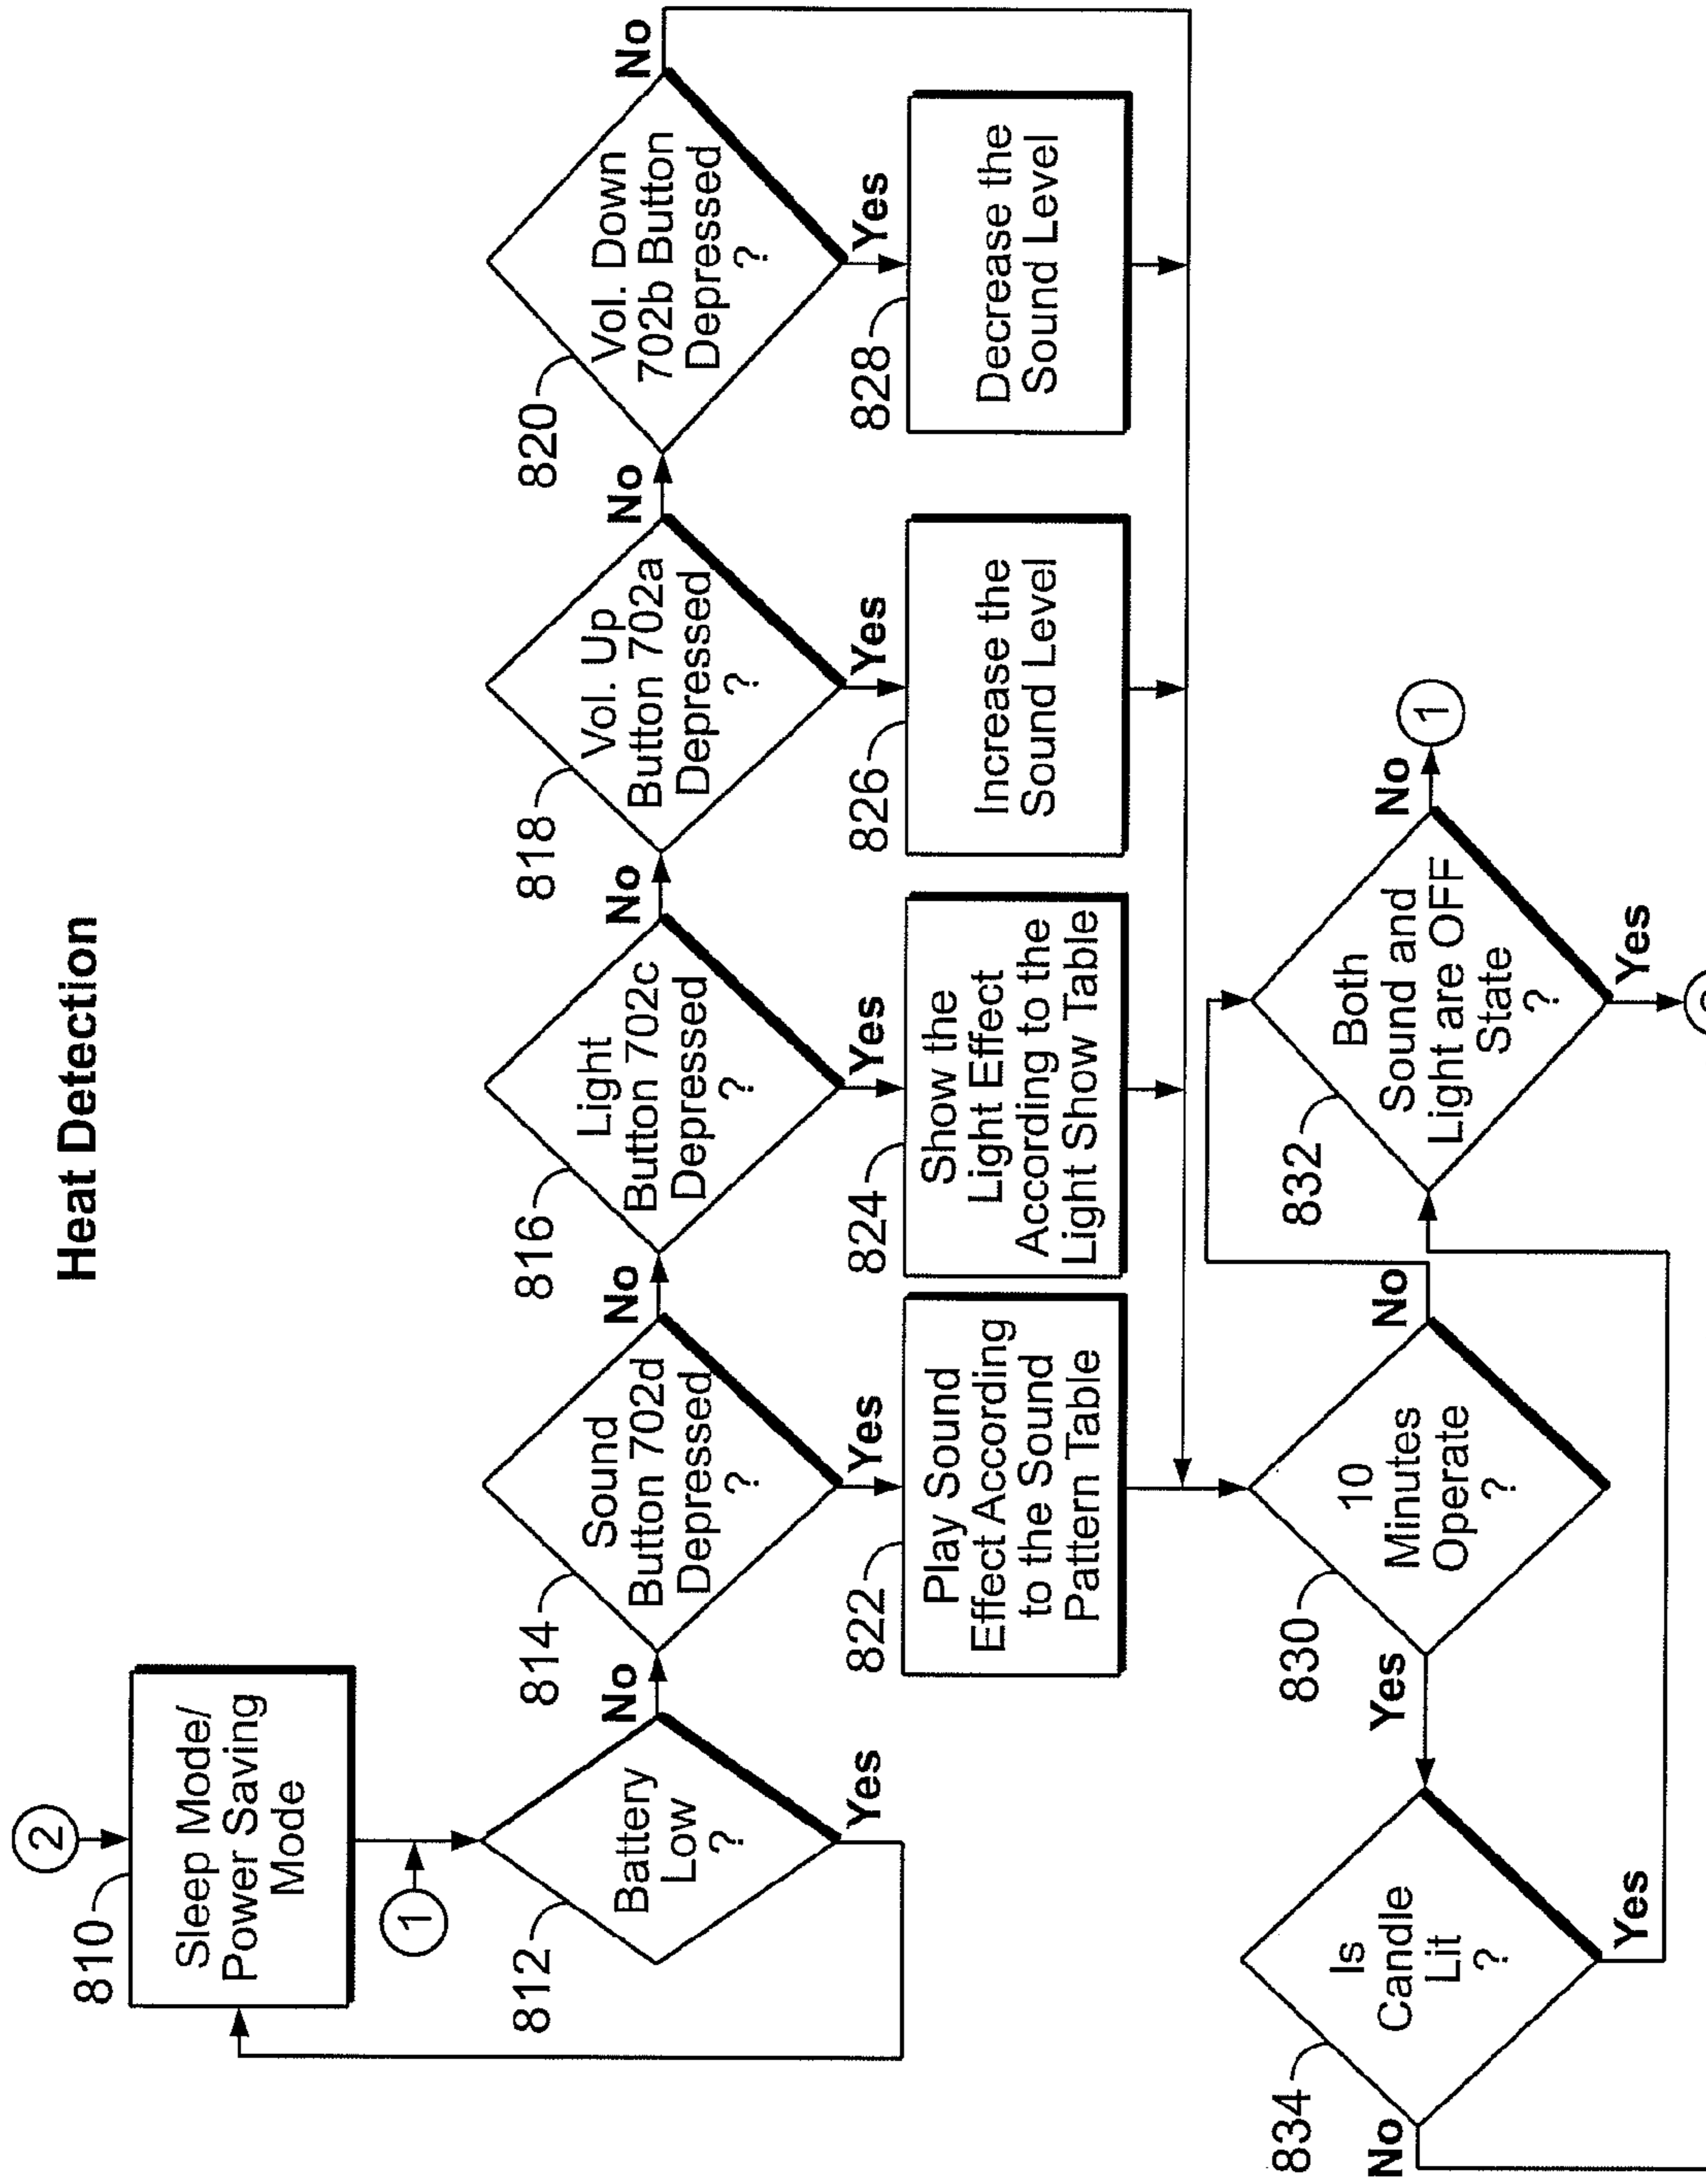 Heat Detection
2
810
Sleep Mode/
Power Saving
Mode
1
812
Battery
Low
?
Yes
No
814
Sound
Button 702d
Depressed
?
Yes
No
816
Light
Button 702c
Depressed
?
Yes
No
818
Vol. Up
Button 702a
Depressed
?
Yes
No
820
Vol. Down
702b Button
Depressed
?
Yes
No
822
Play Sound
Effect According
to the Sound
Pattern Table
824
Show the
Light Effect
According to the
Light Show Table
826
Increase the
Sound Level
828
Decrease the
Sound Level
834
Is
Candle
Lit
?
No
Yes
830
10
Minutes
Operate
?
Yes
No
832
Both
Sound and
Light are OFF
State
?
No
1
Yes